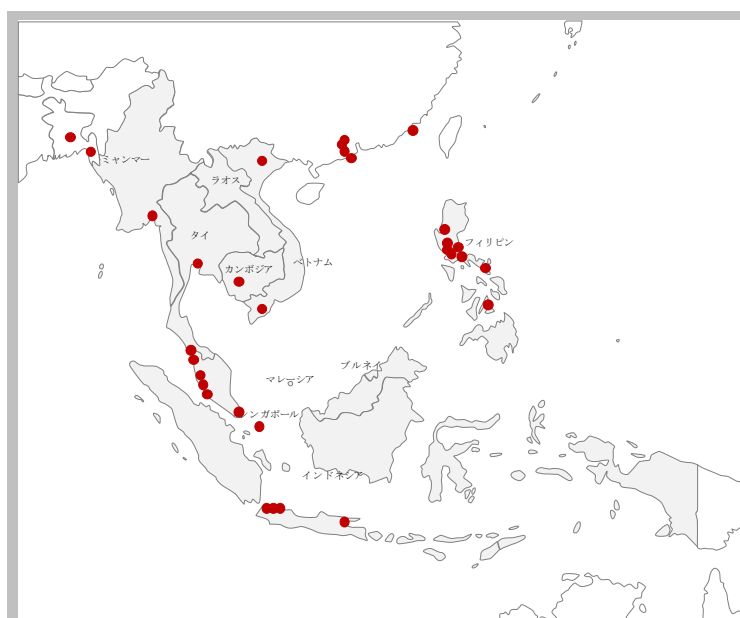 ミャンマー
ラオス
タイ
フィリピン
ベトナム
カンボジア
ブルネイ
マレーシア
ンガポール
インドネシア